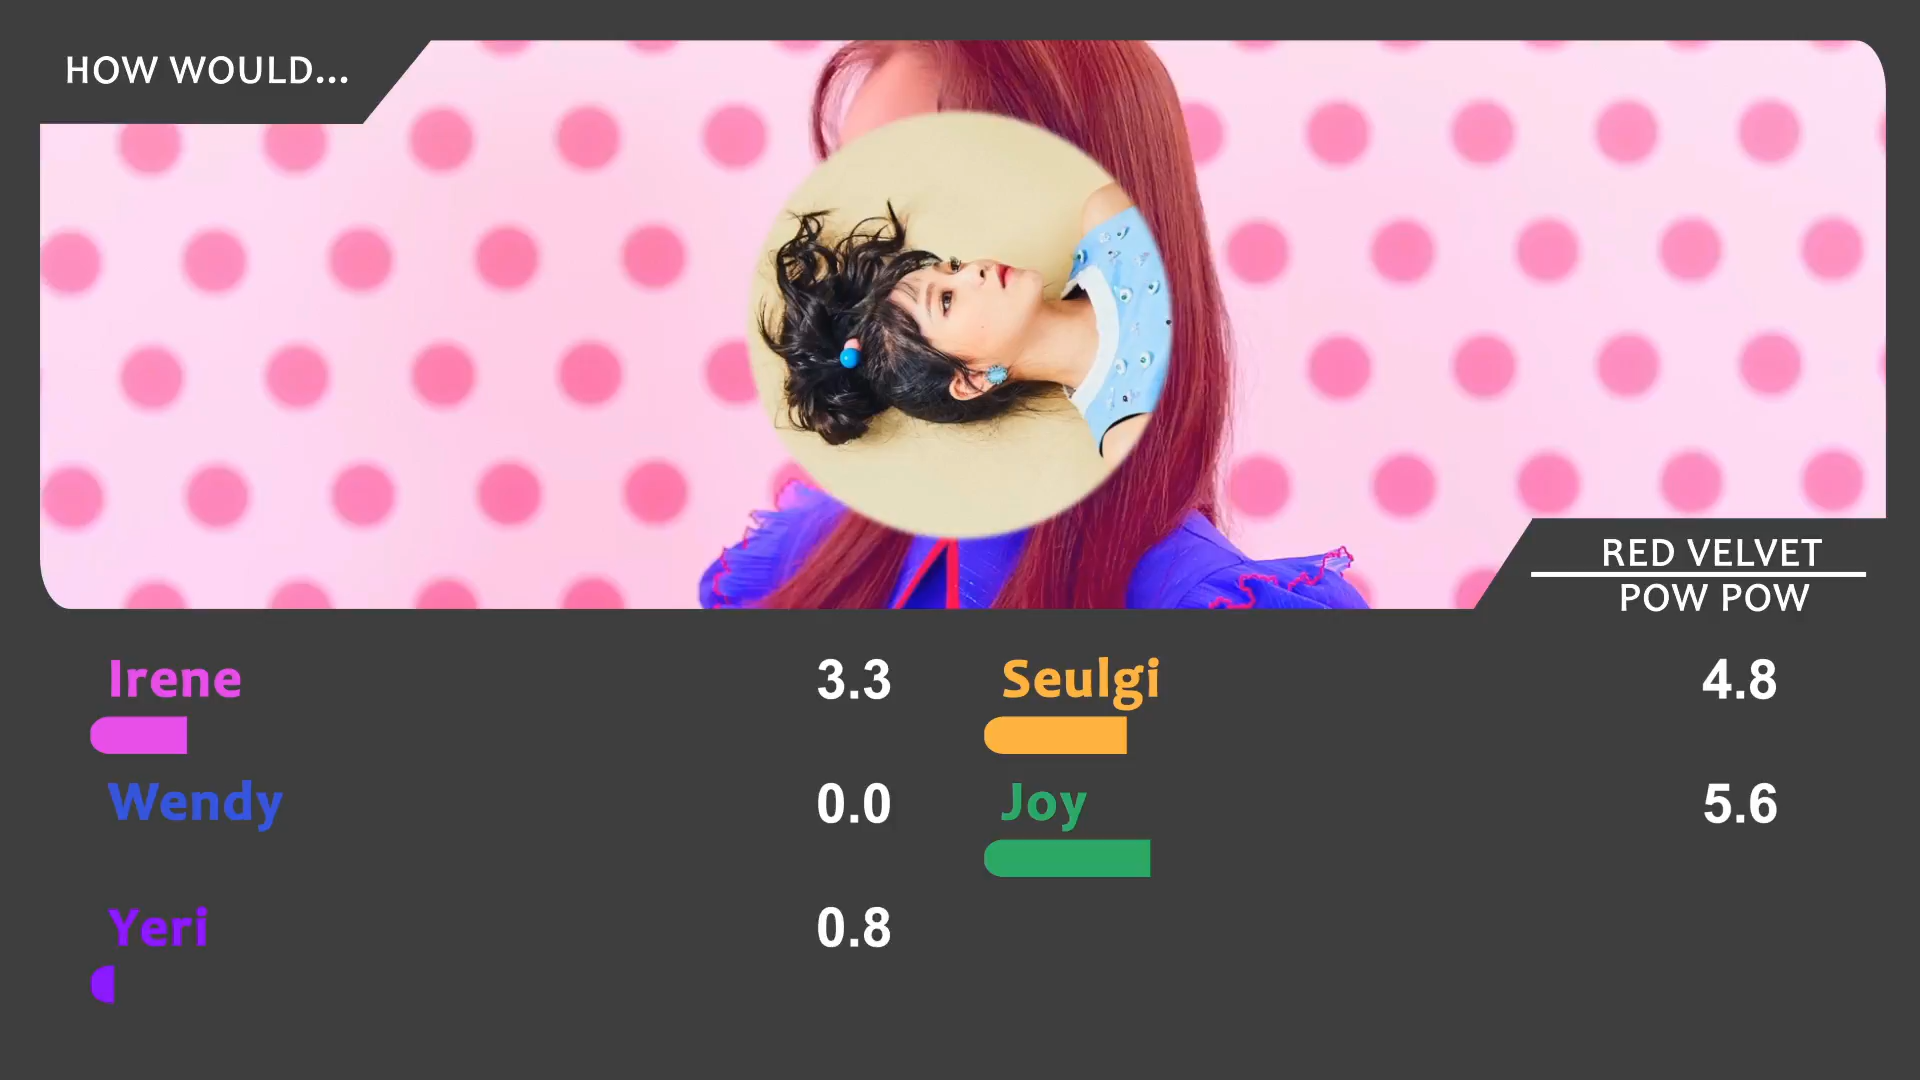 HOW WOULD...
RED VELVET
POW POW
Irene 3.3
Seulgi 4.8
Wendy 0.0
Joy 5.6
Yeri 0.8